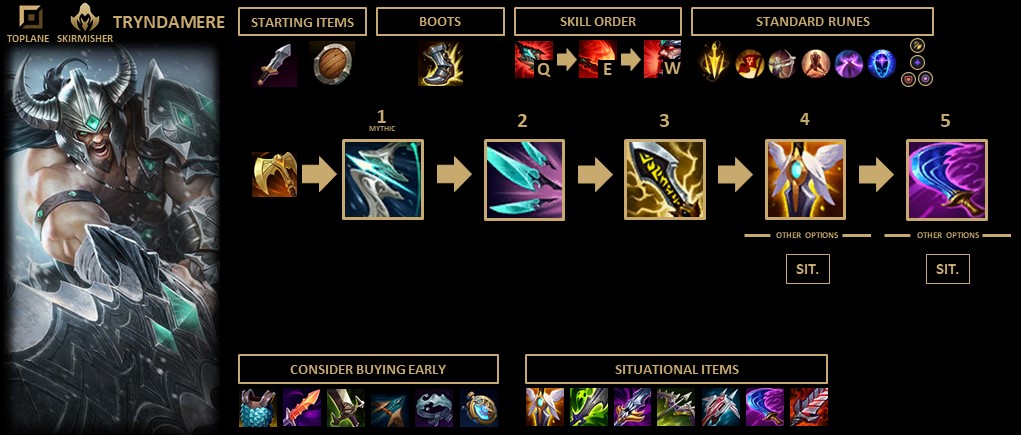 TRYNDAMERE
TOPLANE SKIRMISHER
STARTING ITEMS
BOOTS
SKILL ORDER
STANDARD RUNES
Q E W
1 2 3 4 5
MYTHIC
OTHER OPTIONS OTHER OPTIONS
SIT. SIT.
CONSIDER BUYING EARLY
SITUATIONAL ITEMS